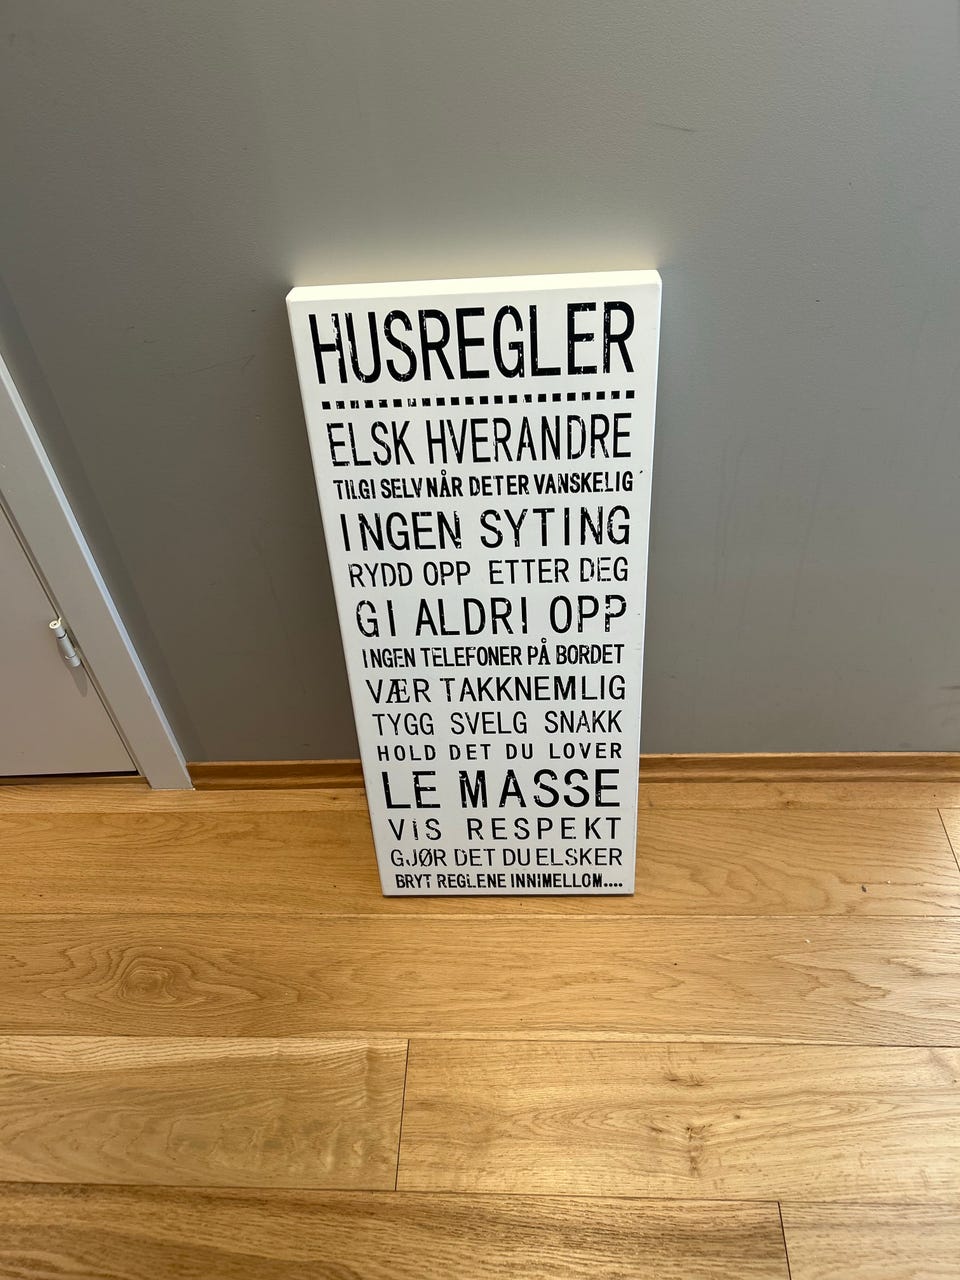 HUSREGLER
ELSK HVERANDRE
TILGI SELV NÅR DET ER VANSKELIG
INGEN SYTING
RYDD OPP ETTER DEG
GI ALDRI OPP
INGEN TELEFONER PÅ BORDET
VÆR TAKKNEMLIG
TYGG SVELG SNAKK
HOLD DET DU LOVER
LE MASSE
VIS RESPEKT
GJØR DET DU ELSKER
BRYT REGLENE INNIMELLOM....